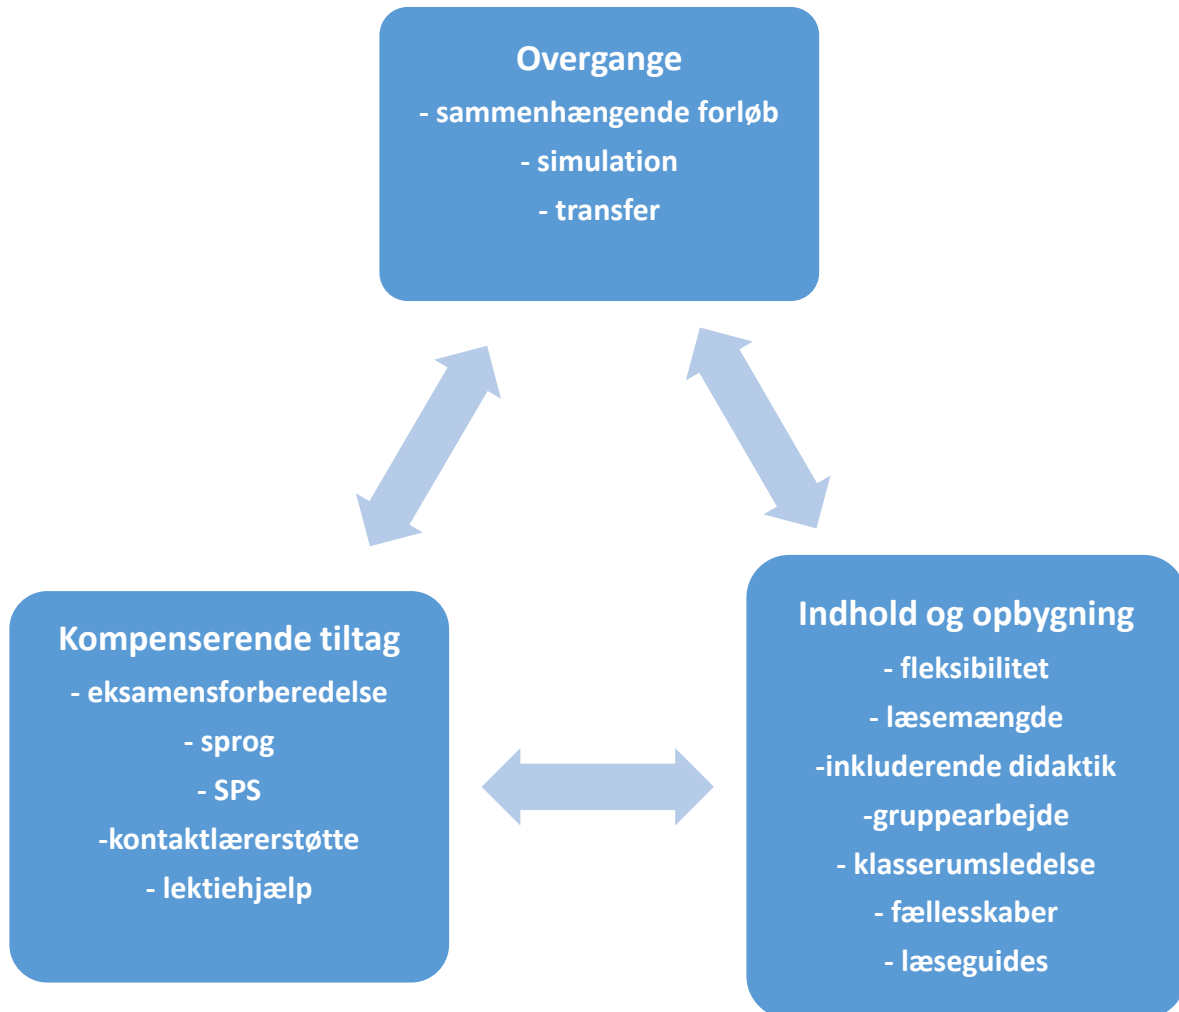 Overgange
- sammenhængende forløb
- simulation
- transfer
Kompenserende tiltag
- eksamensforberedelse
- sprog
- SPS
-kontaktlærerstøtte
- lektiehjælp
Indhold og opbygning
- fleksibilitet
- læsemængde
-inkluderende didaktik
-gruppearbejde
- klasserumsledelse
- fællesskaber
- læseguides